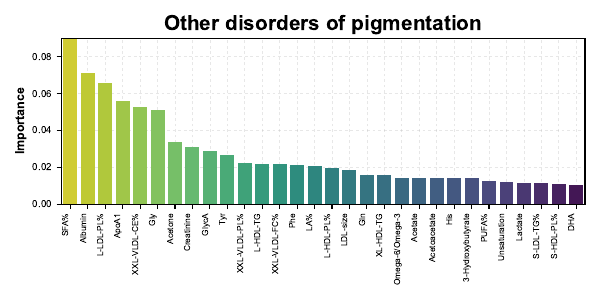 Other disorders of pigmentation
Importance
0.08
0.06
0.04
0.02
0.00
SFA%
Albumin
L-LDL-PL%
ApoA1
XXL-VLDL-CE%
Gly
Acetone
Creatinine
GlycA
Tyr
XXL-VLDL-PL%
L-HDL-TG
XXL-VLDL-FC%
Phe
LA%
L-HDL-PL%
LDL-size
Gln
XL-HDL-TG
Omega-6/Omega-3
Acetate
Acetoacetate
His
3-Hydroxybutyrate
PUFA%
Unsaturation
Lactate
S-LDL-TG%
S-HDL-PL%
DHA